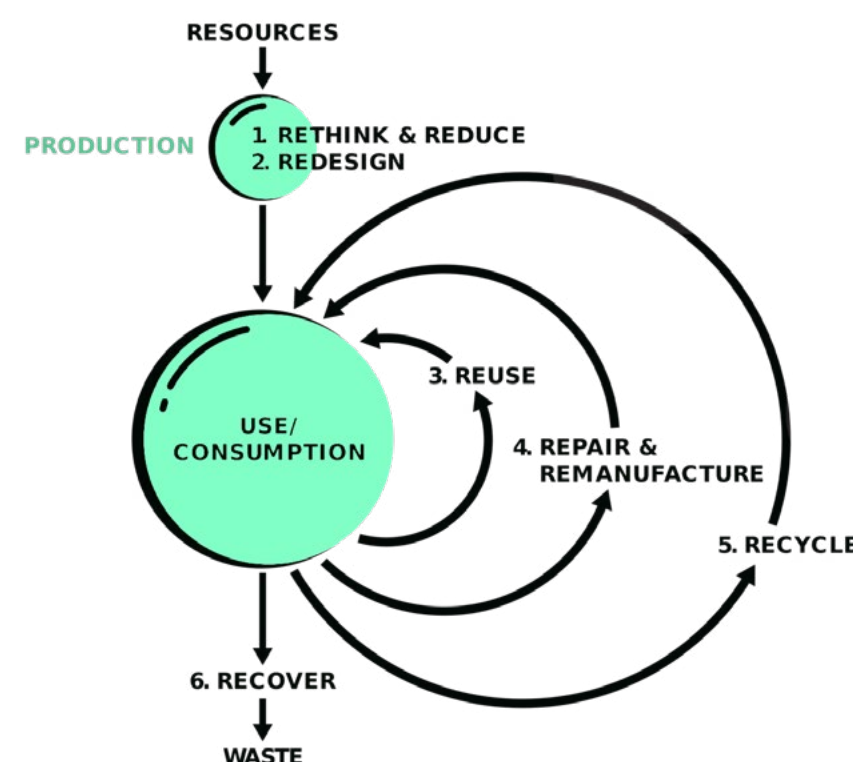 RESOURCES
PRODUCTION
1. RETHINK & REDUCE
2. REDESIGN
3. REUSE
USE/
CONSUMPTION
4. REPAIR &
REMANUFACTURE
5. RECYCLE
6. RECOVER
WASTE